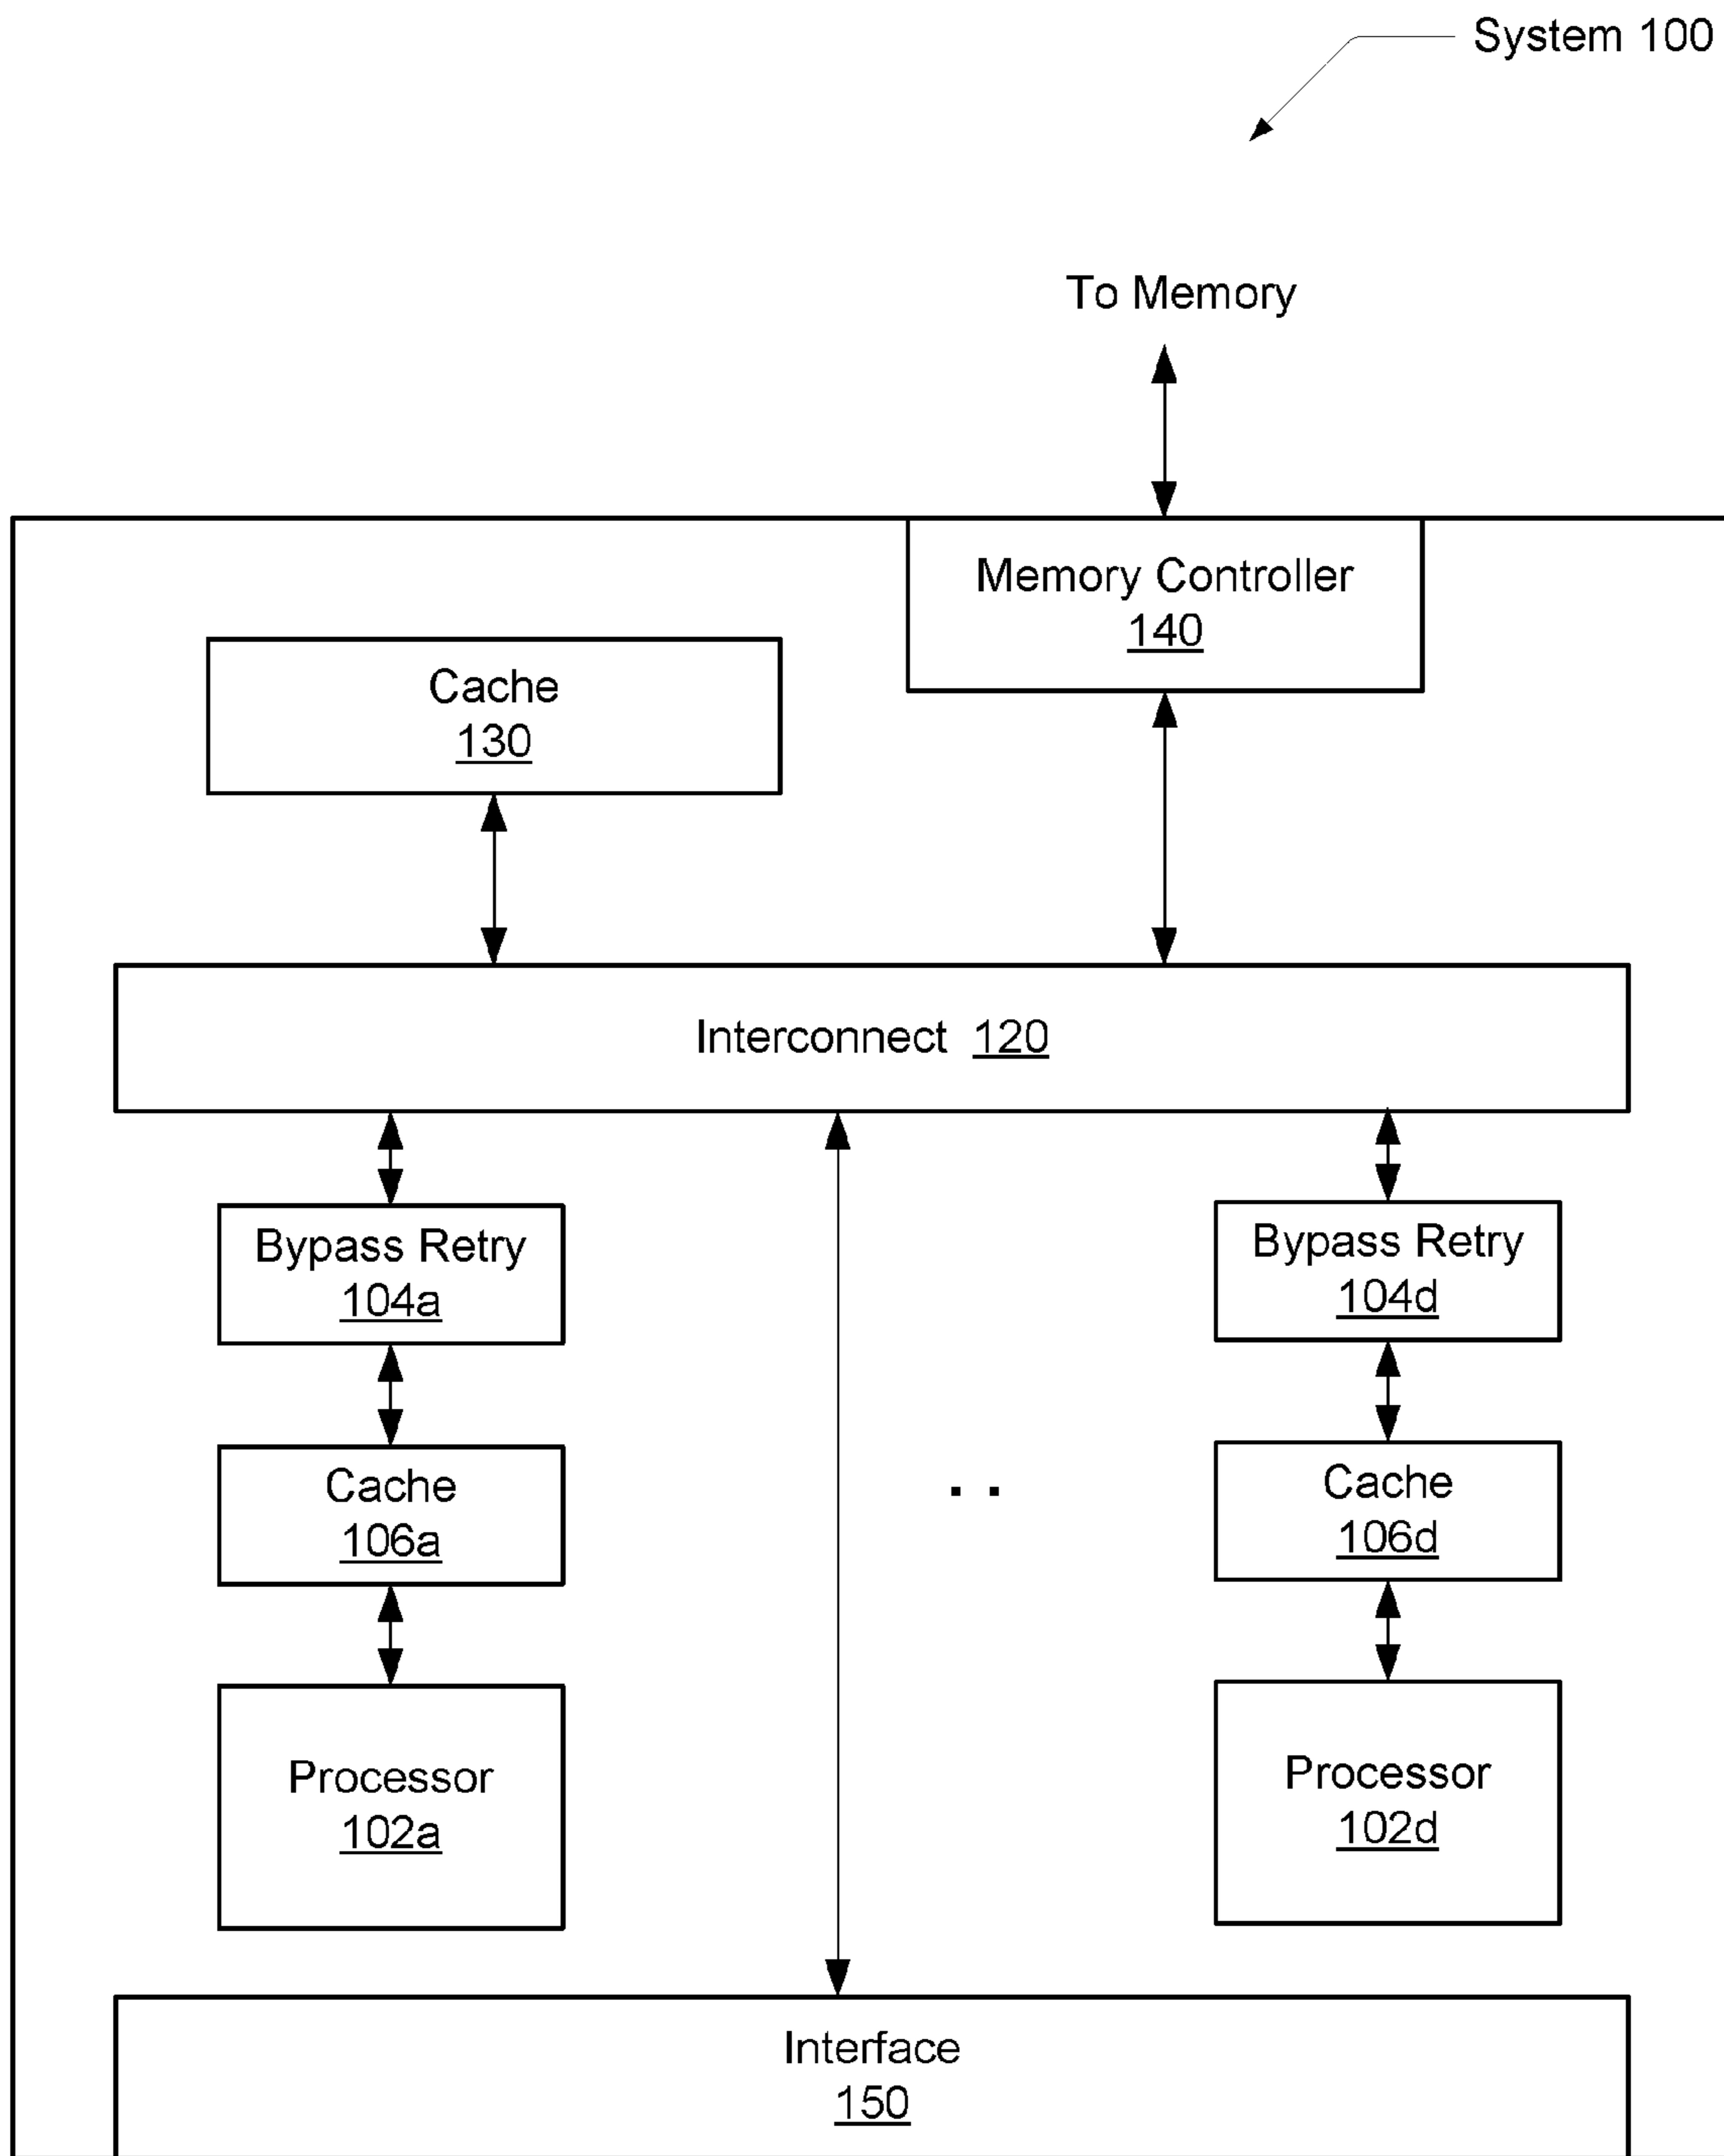 System 100
To Memory
Memory Controller
140
Cache
130
Interconnect 120
Bypass Retry
104a
Bypass Retry
104d
Cache
106a
. .
Cache
106d
Processor
102a
Processor
102d
Interface
150